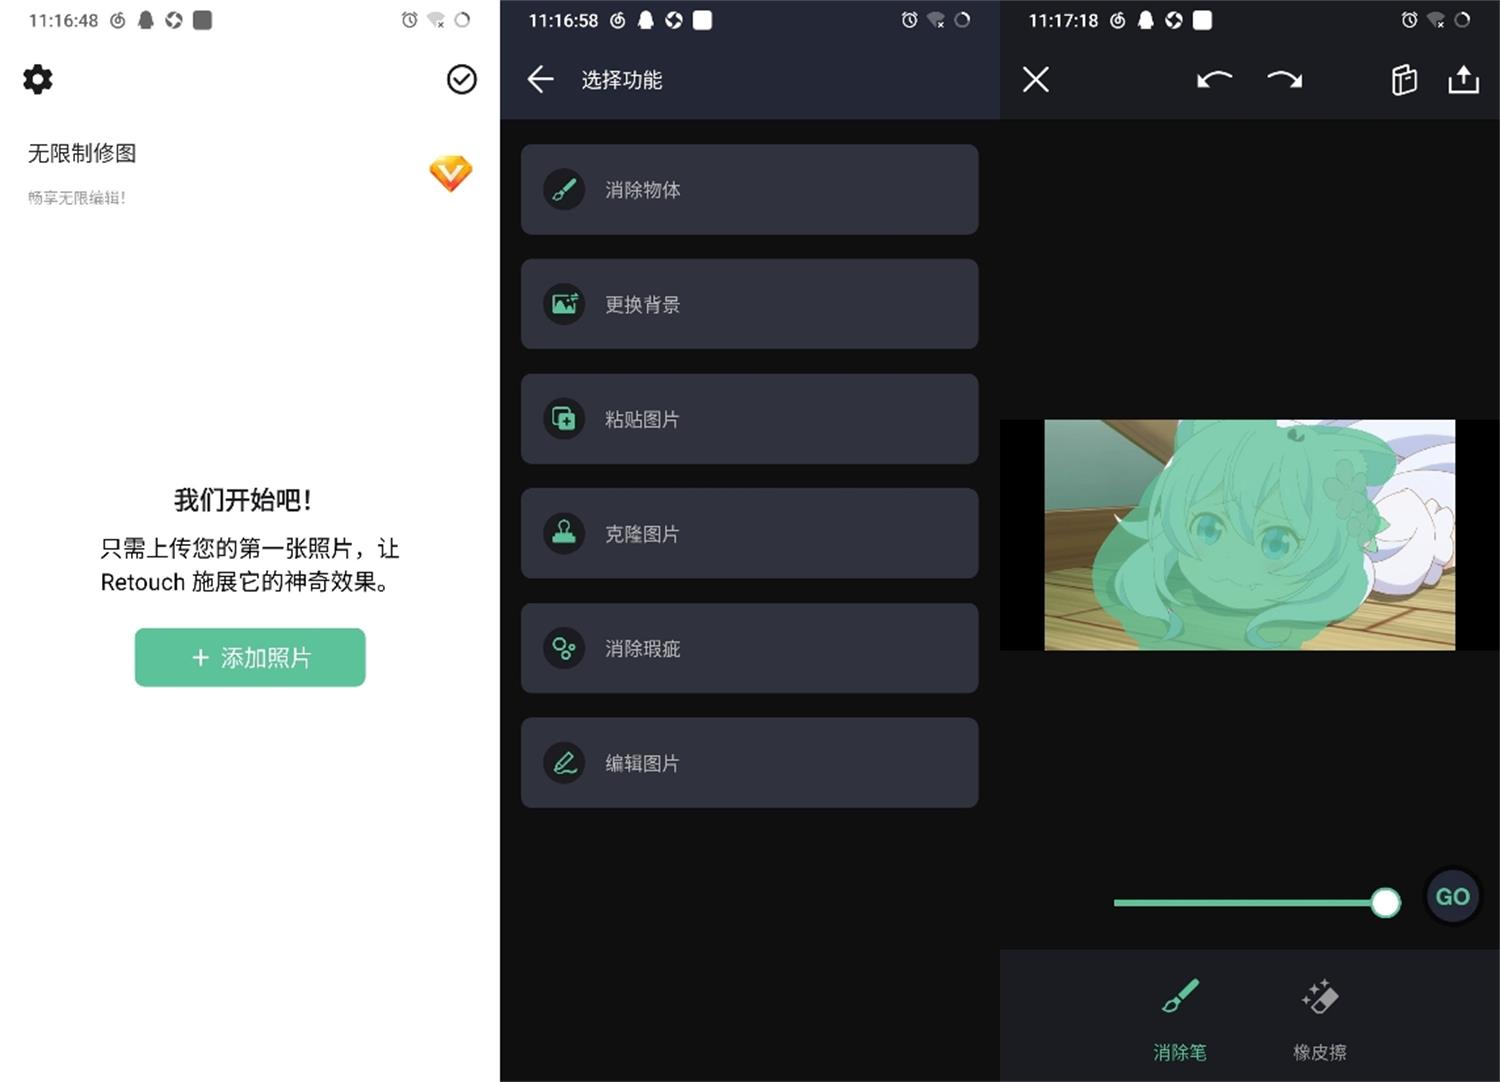 11:16:48
无限制修图
畅享无限编辑!
我们开始吧!
只需上传您的第一张照片，让
Retouch 施展它的神奇效果。
+ 添加照片
11:16:58
选择功能
消除物体
更换背景
粘贴图片
克隆图片
消除瑕疵
编辑图片
11:17:18
GO
消除笔
橡皮擦